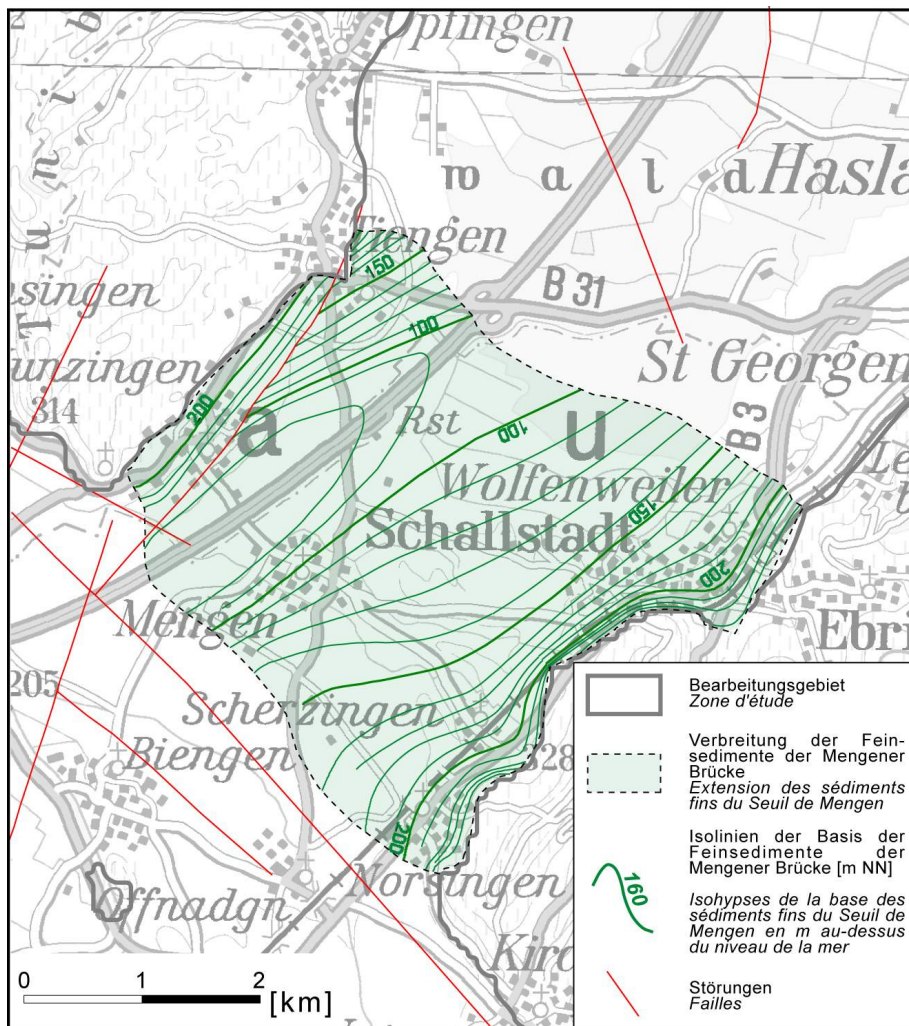 Opfingen
T u n i b
w a l d
Hasla
Tiengen
150
B 31
singen
100
St Georgen
unzingen
314
200
a
Rst
B 3
100
u
Wolfenweiler
150
Schallstadt
200
Mengen
Ebri
205
Scherzingen
Biengen
328
200
Norsingen
Offnadgn
Kirc
0 1 2
[km]
Bearbeitungsgebiet
Zone d'étude
Verbreitung der Fein-
sedimente der Mengener
Brücke
Extension des sédiments
fins du Seuil de Mengen
Isolinien der Basis der
Feinsedimente der
Mengener Brücke [m NN]
160
Isohypses de la base des
sédiments fins du Seuil de
Mengen en m au-dessus
du niveau de la mer
Störungen
Failles